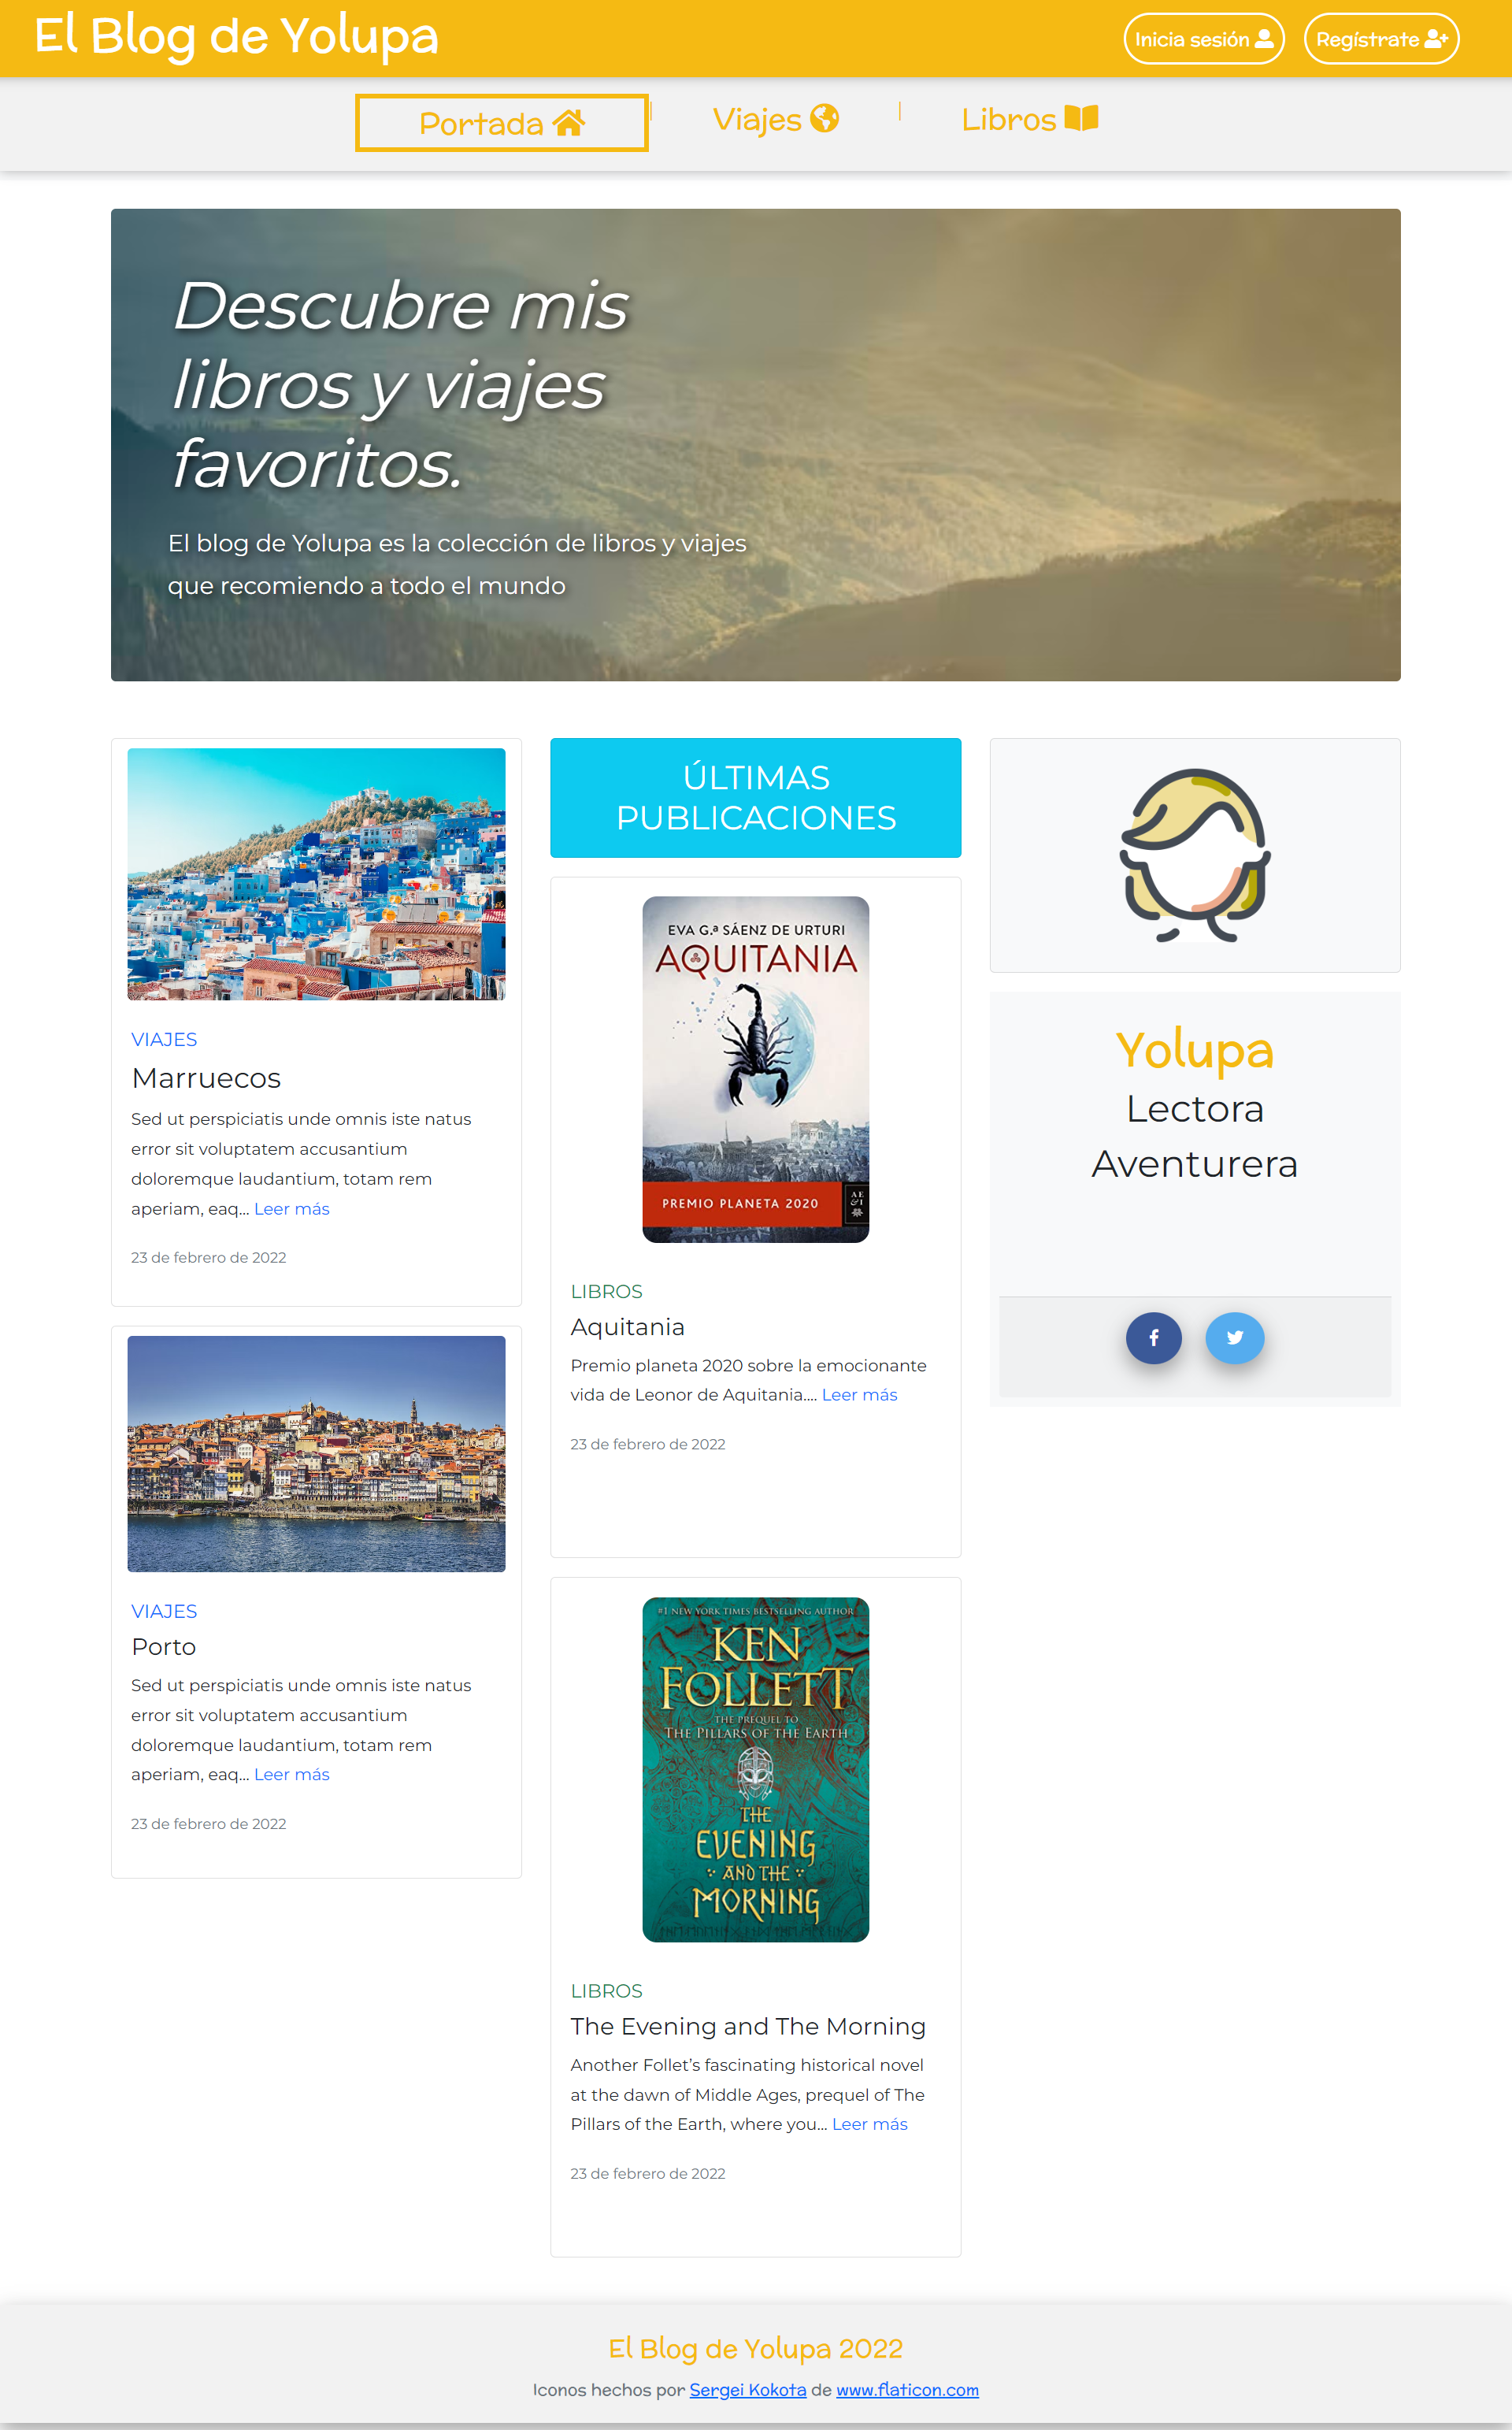 El Blog de Yolupa
Inicia sesión
Regístrate
Portada
Viajes
Libros
Descubre mis
libros y viajes
favoritos.
El blog de Yolupa es la colección de libros y viajes
que recomiendo a todo el mundo
VIAJES
Marruecos
Sed ut perspiciatis unde omnis iste natus
error sit voluptatem accusantium
doloremque laudantium, totam rem
aperiam, eaq... Leer más
23 de febrero de 2022
VIAJES
Porto
Sed ut perspiciatis unde omnis iste natus
error sit voluptatem accusantium
doloremque laudantium, totam rem
aperiam, eaq... Leer más
23 de febrero de 2022
ÚLTIMAS
PUBLICACIONES
EVA G.ª SÁENZ DE URTURI
AQUITANIA
PREMIO PLANETA 2020
AE
&I
LIBROS
Aquitania
Premio planeta 2020 sobre la emocionante
vida de Leonor de Aquitania.... Leer más
23 de febrero de 2022
#1 NEW YORK TIMES BESTSELLING AUTHOR
KEN
FOLLETT
THE PREQUEL TO
THE PILLARS OF THE EARTH
THE
EVENING
AND THE
MORNING
LIBROS
The Evening and The Morning
Another Follet’s fascinating historical novel
at the dawn of Middle Ages, prequel of The
Pillars of the Earth, where you... Leer más
23 de febrero de 2022
Yolupa
Lectora
Aventurera
El Blog de Yolupa 2022
Iconos hechos por Sergei Kokota de www.flaticon.com